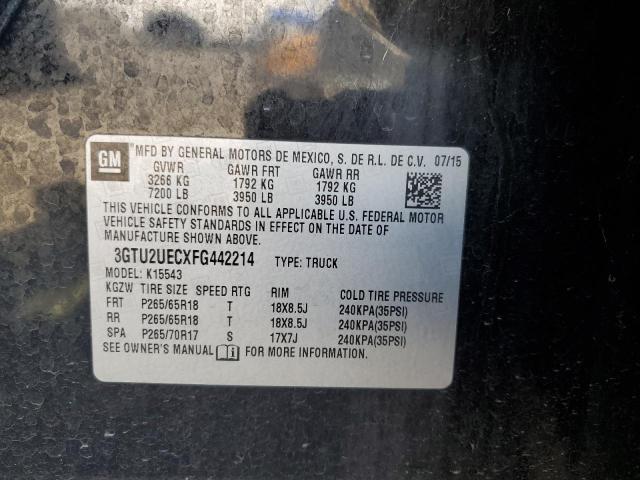 GM
MFD BY GENERAL MOTORS DE MEXICO, S. DE R.L. DE C.V. 07/15
GVWR GAWR FRT GAWR RR
3266 KG 1792 KG 1792 KG
7200 LB 3950 LB 3950 LB
THIS VEHICLE CONFORMS TO ALL APPLICABLE U.S. FEDERAL MOTOR
VEHICLE SAFETY STANDARDS IN EFFECT ON THE DATE OF
MANUFACTURE SHOWN ABOVE.
3GTU2UECXFG442214 TYPE: TRUCK
MODEL: K15543
KGZW TIRE SIZE SPEED RTG RIM COLD TIRE PRESSURE
FRT P265/65R18 T 18X8.5J 240KPA(35PSI)
RR P265/65R18 T 18X8.5J 240KPA(35PSI)
SPA P265/70R17 S 17X7J 240KPA(35PSI)
SEE OWNER'S MANUAL FOR MORE INFORMATION.